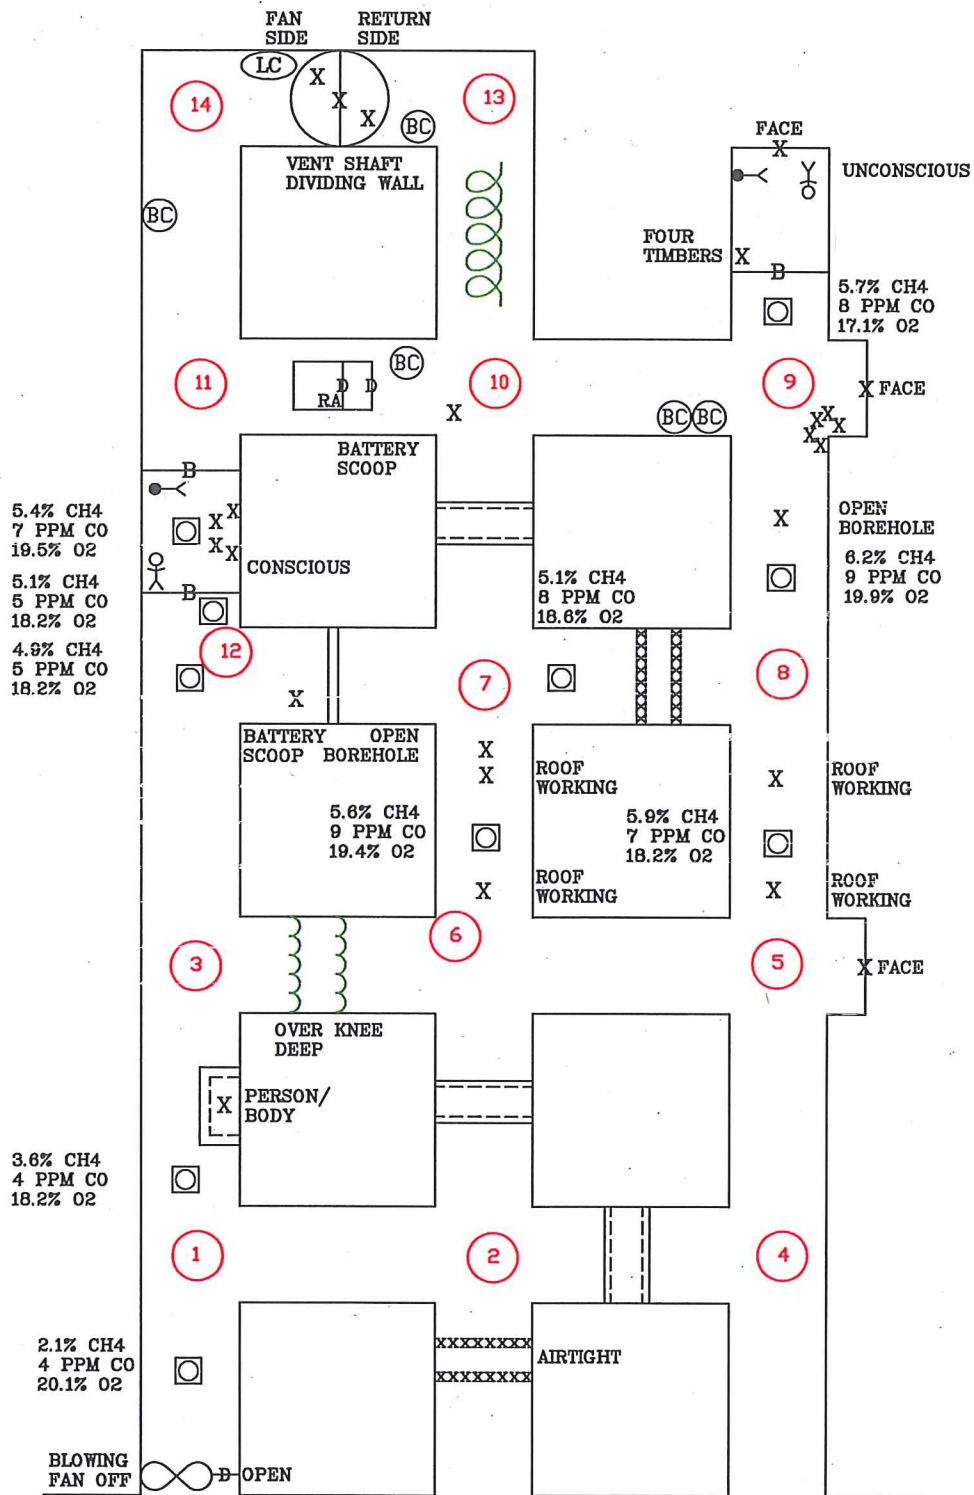 FAN SIDE
RETURN SIDE
LC
X
X
X
14
13
BC
FACE
X
VENT SHAFT
DIVIDING WALL
UNCONSCIOUS
BC
FOUR
TIMBERS
X
B
5.7% CH4
8 PPM CO
17.1% O2
BC
11
D
D
RA
10
9
X
FACE
X
BC
BC
X
X
X
X
X
BATTERY
SCOOP
B
5.4% CH4
7 PPM CO
19.5% O2
X
X
X
X
X
OPEN
BOREHOLE
6.2% CH4
9 PPM CO
19.9% O2
CONSCIOUS
5.1% CH4
8 PPM CO
18.6% O2
5.1% CH4
5 PPM CO
18.2% O2
B
4.9% CH4
5 PPM CO
18.2% O2
12
7
8
X
BATTERY
SCOOP
OPEN
BOREHOLE
X
X
ROOF
WORKING
X
ROOF
WORKING
5.6% CH4
9 PPM CO
19.4% O2
5.9% CH4
7 PPM CO
18.2% O2
X
ROOF
WORKING
X
ROOF
WORKING
6
3
5
X
FACE
OVER KNEE
DEEP
X
PERSON/
BODY
3.6% CH4
4 PPM CO
18.2% O2
1
2
4
2.1% CH4
4 PPM CO
20.1% O2
XXXXXXXX
AIRTIGHT
XXXXXXXX
BLOWING
FAN OFF
D
OPEN